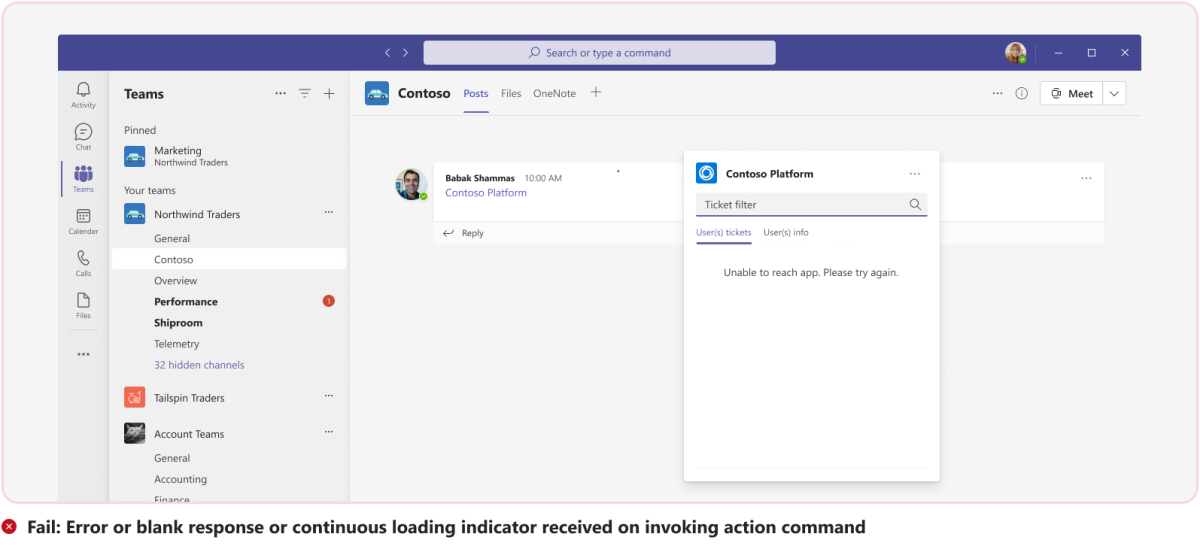 Search or type a command
Activity
Chat
Teams
Calender
Calls
Files
Teams
Pinned
Marketing
Northwind Traders
Your teams
Northwind Traders
General
Contoso
Overview
Performance
1
Shiproom
Telemetry
32 hidden channels
Tailspin Traders
Account Teams
General
Accounting
Finance
Contoso Posts Files OneNote
Meet
Babak Shammas 10:00 AM
Contoso Platform
Reply
Contoso Platform
Ticket filter
User(s) tickets User(s) info
Unable to reach app. Please try again.
Fail: Error or blank response or continuous loading indicator received on invoking action command